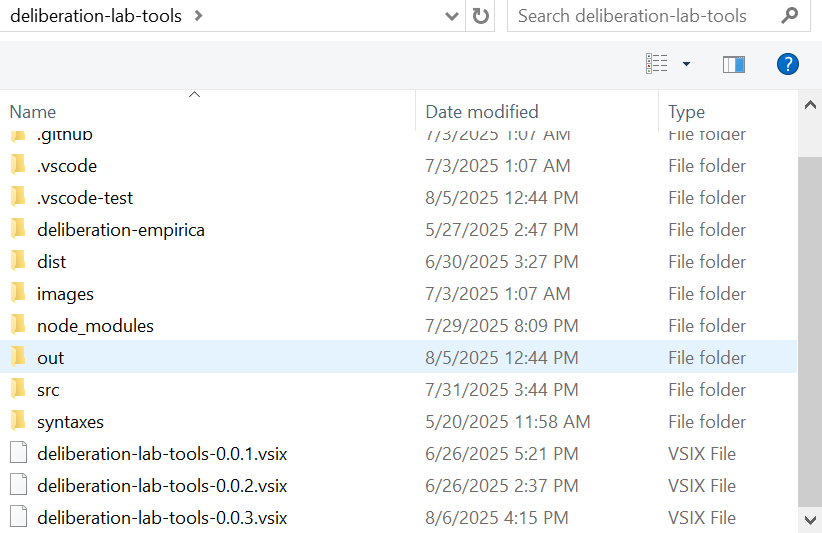 deliberation-lab-tools
Search deliberation-lab-tools
Name Date modified Type
.github 7/3/2025 1:07 AM File folder
.vscode 7/3/2025 1:07 AM File folder
.vscode-test 8/5/2025 12:44 PM File folder
deliberation-empirica 5/27/2025 2:47 PM File folder
dist 6/30/2025 3:27 PM File folder
images 7/3/2025 1:07 AM File folder
node_modules 7/29/2025 8:09 PM File folder
out 8/5/2025 12:44 PM File folder
src 7/31/2025 3:44 PM File folder
syntaxes 5/20/2025 11:58 AM File folder
deliberation-lab-tools-0.0.1.vsix 6/26/2025 5:21 PM VSIX File
deliberation-lab-tools-0.0.2.vsix 6/26/2025 2:37 PM VSIX File
deliberation-lab-tools-0.0.3.vsix 8/6/2025 4:15 PM VSIX File